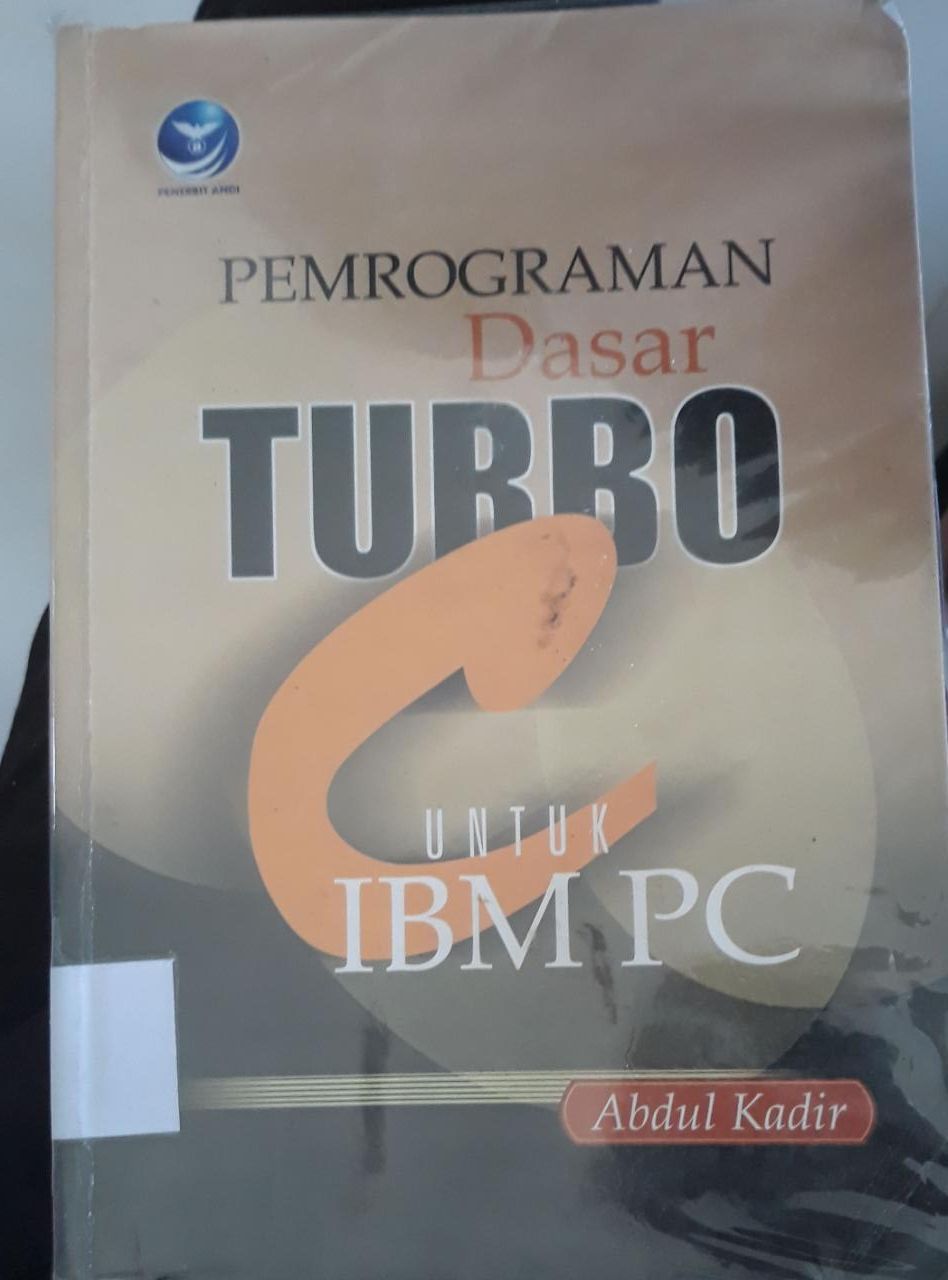 PENERBIT ANDI
PEMROGRAMAN
Dasar
TURBO
C
UNTUK
IBM PC
Abdul Kadir